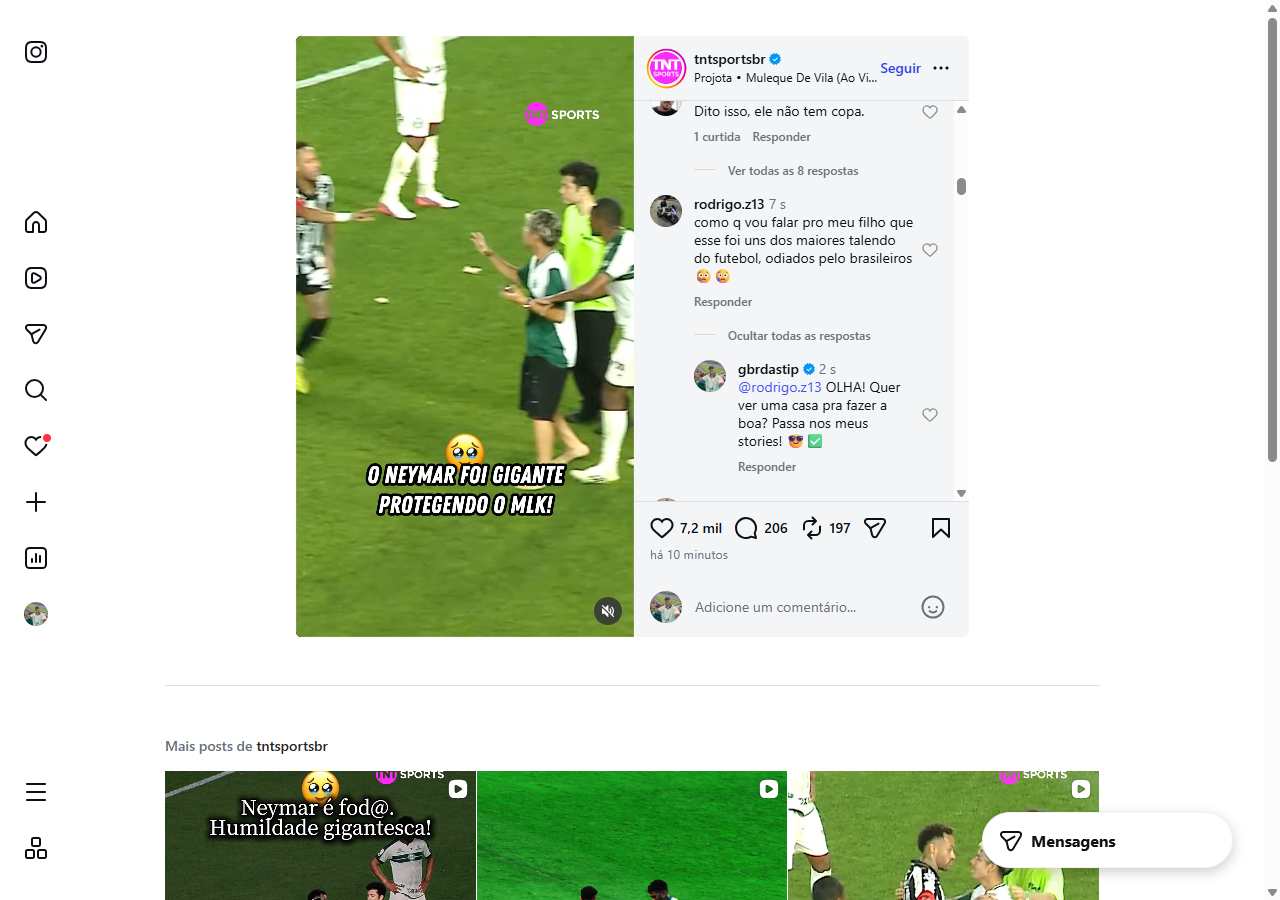 SPORTS
O NEYMAR FOI GIGANTE
PROTEGENDO O MLK!
TNT
SPORTS
tntsportsbr
Projota • Muleque De Vila (Ao Vi...
Seguir
Dito isso, ele não tem copa.
1 curtida Responder
Ver todas as 8 respostas
rodrigo.z13 7 s
como q vou falar pro meu filho que
esse foi uns dos maiores talendo
do futebol, odiados pelo brasileiros
😜 😜
Responder
Ocultar todas as respostas
gbrdastip 2 s
@rodrigo.z13 OLHA! Quer
ver uma casa pra fazer a
boa? Passa nos meus
stories! 😎 ✅
Responder
7,2 mil 206 197
há 10 minutos
Adicione um comentário...
Mais posts de tntsportsbr
SPORTS
Neymar é fod@.
Humildade gigantesca!
SPORTS
Mensagens